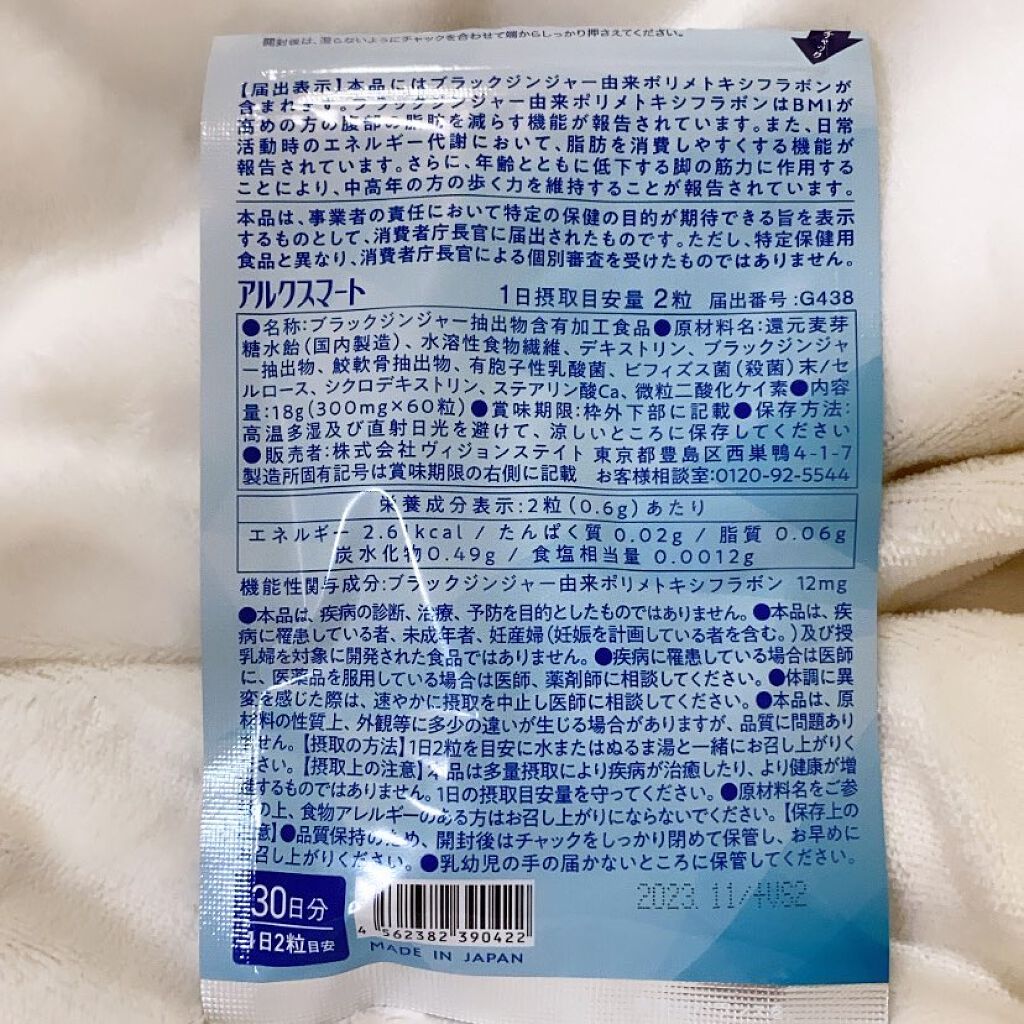 開封後は、湿らないようにチャックを合わせて端からしっかり押さえてください。
チャック
【届出表示】本品にはブラックジンジャー由来ポリメトキシフラボンが
含まれます。ブラックジンジャー由来ポリメトキシフラボンはBMIが
高めの方の腹部の脂肪を減らす機能が報告されています。また、日常
活動時のエネルギー代謝において、脂肪を消費しやすくする機能が
報告されています。さらに、年齢とともに低下する脚の筋力に作用する
ことにより、中高年の方の歩く力を維持することが報告されています。
本品は、事業者の責任において特定の保健の目的が期待できる旨を表示
するものとして、消費者庁長官に届出されたものです。ただし、特定保健用
食品と異なり、消費者庁長官による個別審査を受けたものではありません。
アルクスマート 1日摂取目安量 2粒 届出番号:G438
●名称:ブラックジンジャー抽出物含有加工食品●原材料名:還元麦芽
糖水飴(国内製造)、水溶性食物繊維、デキストリン、ブラックジンジャ
ー抽出物、鮫軟骨抽出物、有胞子性乳酸菌、ビフィズス菌(殺菌)末/セ
ルロース、シクロデキストリン、ステアリン酸Ca、微粒二酸化ケイ素●内容
量:18g(300mg×60粒)●賞味期限:枠外下部に記載●保存方法:
高温多湿及び直射日光を避けて、涼しいところに保存してください
●販売者:株式会社ヴィジョンステイト 東京都豊島区西巣鴨4-1-7
製造所固有記号は賞味期限の右側に記載 お客様相談室:0120-92-5544
栄養成分表示:2粒(0.6g)あたり
エネルギー 2.61kcal / たんぱく質 0.02g / 脂質 0.06g
炭水化物0.49g / 食塩相当量 0.0012g
機能性関与成分:ブラックジンジャー由来ポリメトキシフラボン 12mg
●本品は、疾病の診断、治療、予防を目的としたものではありません。●本品は、疾
病に罹患している者、未成年者、妊産婦(妊娠を計画している者を含む。)及び授
乳婦を対象に開発された食品ではありません。●疾病に罹患している場合は医師
に、医薬品を服用している場合は医師、薬剤師に相談してください。●体調に異
変を感じた際は、速やかに摂取を中止し医師に相談してください。●本品は、原
材料の性質上、外観等に多少の違いが生じる場合がありますが、品質に問題あり
ません。【摂取の方法】1日2粒を目安に水またはぬるま湯と一緒にお召し上がりく
ださい。【摂取上の注意】本品は多量摂取により疾病が治癒したり、より健康が増
進するものではありません。1日の摂取目安量を守ってください。●原材料名をご参
照の上、食物アレルギーのある方はお召し上がりにならないでください。【保存上の
注意】●品質保持のため、開封後はチャックをしっかり閉めて保管し、お早めに
お召し上がりください。●乳幼児の手の届かないところに保管してください。
30日分
1日2粒目安
4 562382 390422
MADE IN JAPAN
2023. 11/4VS2